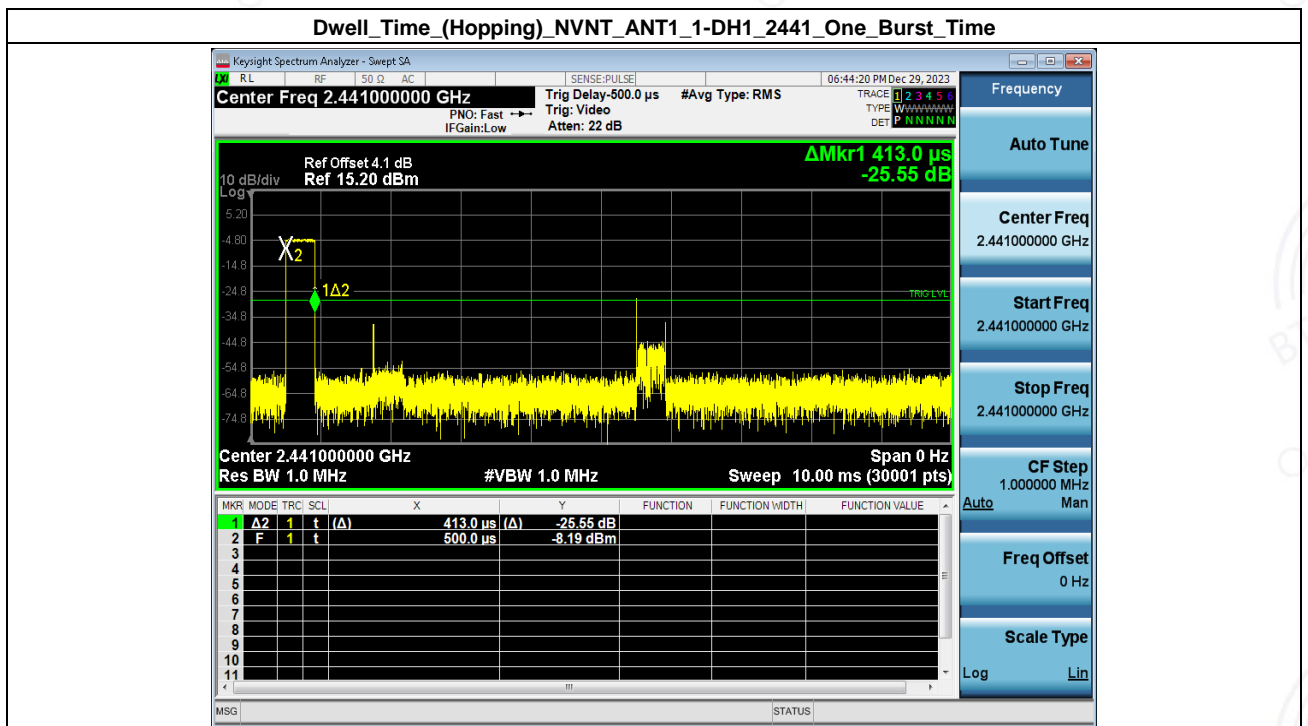 Dwell_Time_(Hopping)_NVNT_ANT1_1-DH1_2441_One_Burst_Time
Keysight Spectrum Analyzer - Swept SA
LXI RL RF 50 Ω AC SENSE:PULSE 06:44:20 PM Dec 29, 2023
Center Freq 2.441000000 GHz
PNO: Fast
IFGain:Low
Trig Delay-500.0 µs
Trig: Video
Atten: 22 dB
#Avg Type: RMS
TRACE 1 2 3 4 5 6
TYPE WWWWWW
DET P N N N N N
ΔMkr1 413.0 µs
-25.55 dB
Ref Offset 4.1 dB
10 dB/div Ref 15.20 dBm
Log
5.20
-4.80
-14.8
-24.8
-34.8
-44.8
-54.8
-64.8
-74.8
X2
1Δ2
TRIG LVL
Center 2.441000000 GHz Span 0 Hz
Res BW 1.0 MHz #VBW 1.0 MHz Sweep 10.00 ms (30001 pts)
MKR MODE TRC SCL X Y FUNCTION FUNCTION WIDTH FUNCTION VALUE
1 Δ2 1 t (Δ) 413.0 µs (Δ) -25.55 dB
2 F 1 t 500.0 µs -8.19 dBm
3
4
5
6
7
8
9
10
11
MSG STATUS
Frequency
Auto Tune
Center Freq
2.441000000 GHz
Start Freq
2.441000000 GHz
Stop Freq
2.441000000 GHz
CF Step
1.000000 MHz
Auto Man
Freq Offset
0 Hz
Scale Type
Log Lin